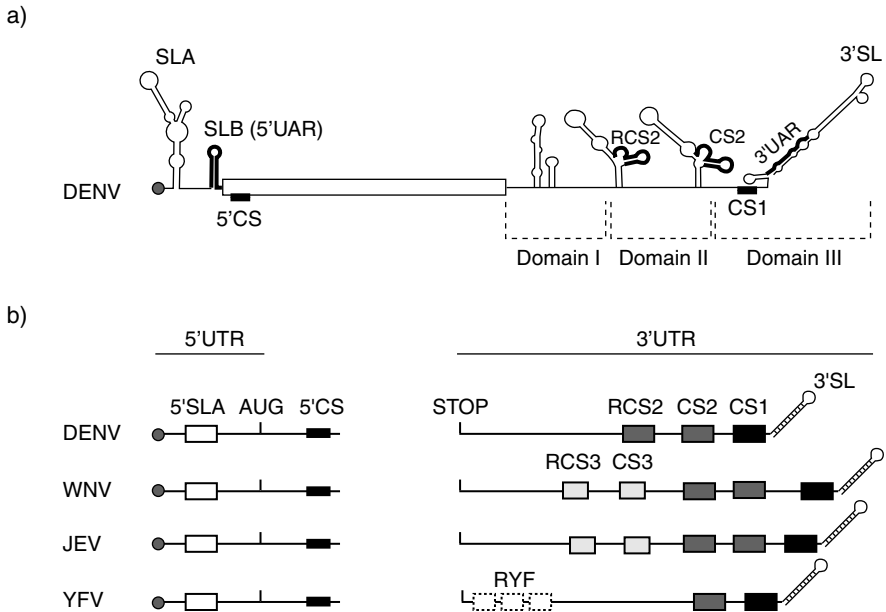 a)
SLA
3'SL
SLB (5'UAR)
RCS2
CS2
3'UAR
DENV
5'CS
CS1
Domain I
Domain II
Domain III
b)
5'UTR
3'UTR
5'SLA
AUG
5'CS
STOP
RCS2
CS2
CS1
3'SL
DENV
RCS3
CS3
WNV
JEV
RYF
YFV